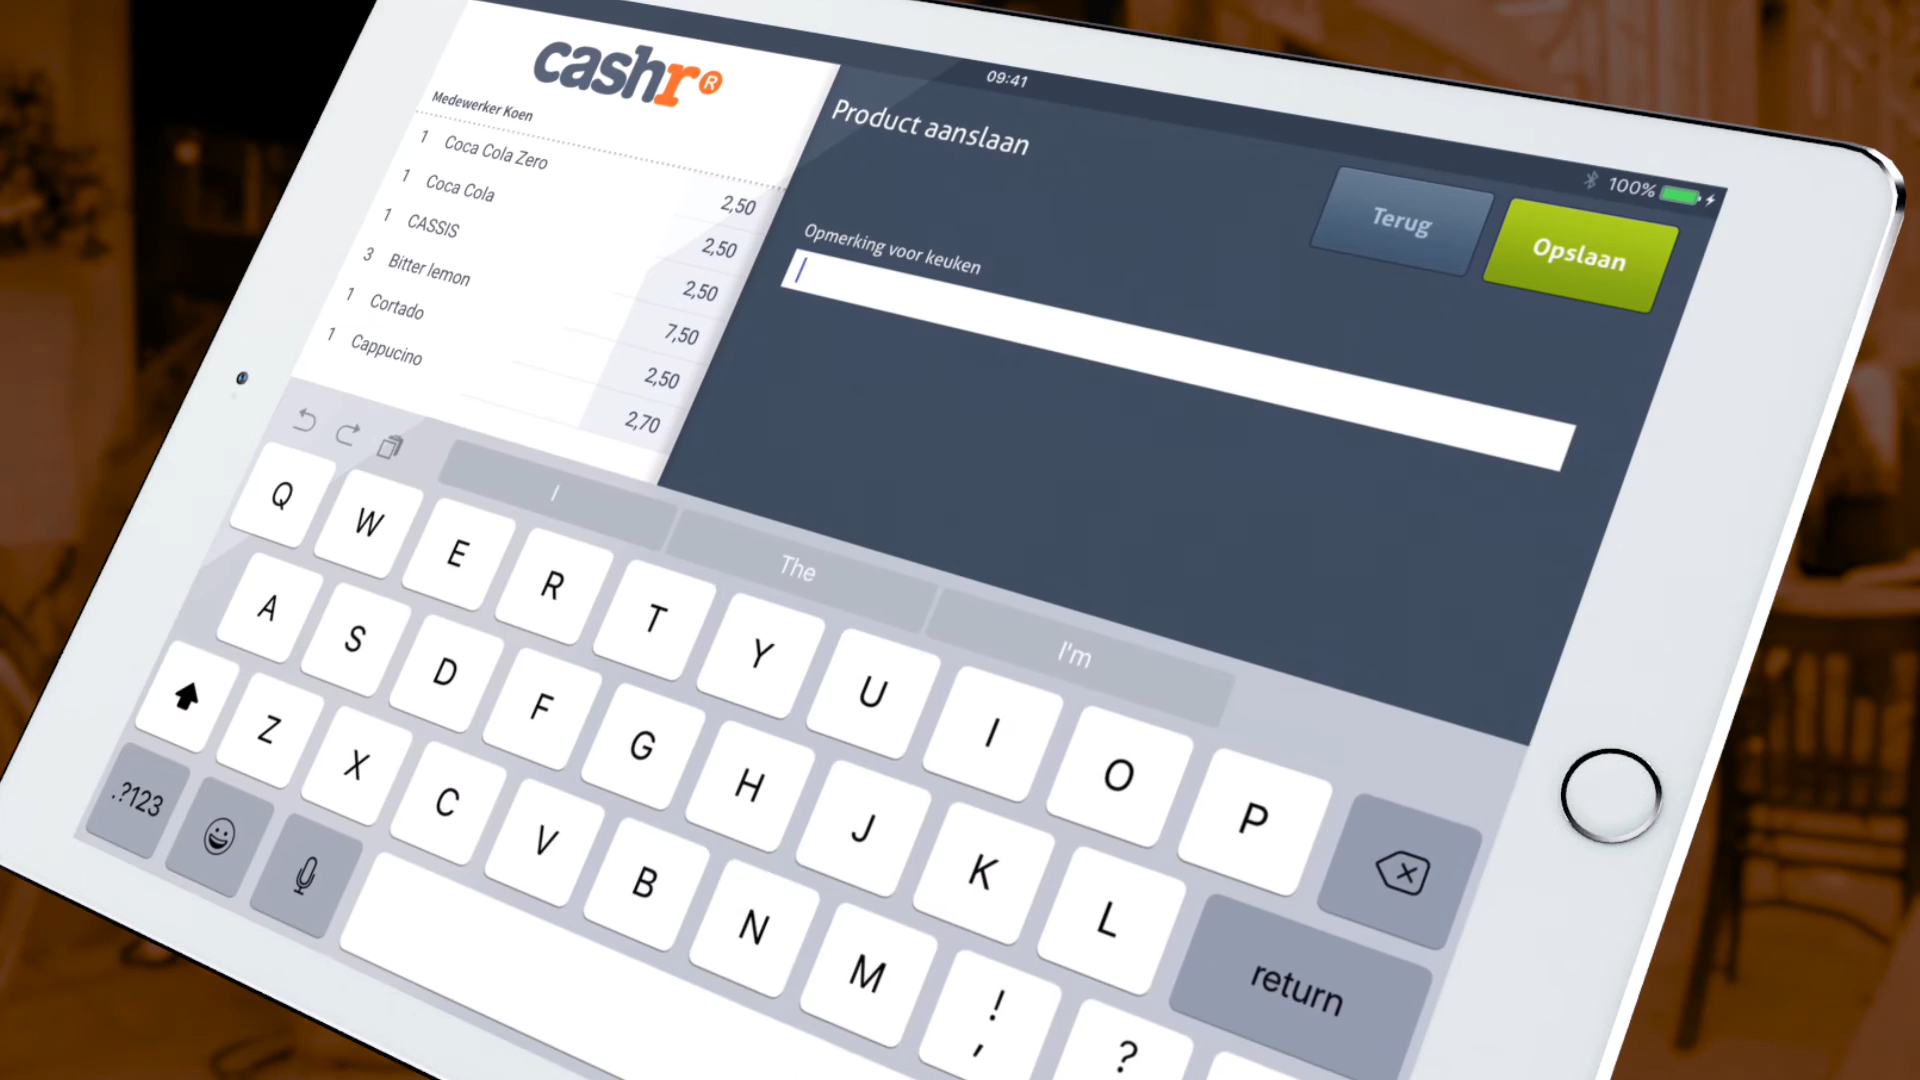 09:41
100%
cashr®
Medewerker Koen
1 Coca Cola Zero 2,50
1 Coca Cola 2,50
1 CASSIS 2,50
3 Bitter lemon 7,50
1 Cortado 2,50
1 Cappucino 2,70
Product aanslaan
Terug
Opslaan
Opmerking voor keuken
I The I'm
Q W E R T Y U I O P
A S D F G H J K L return
Z X C V B N M ! , ?
.?123